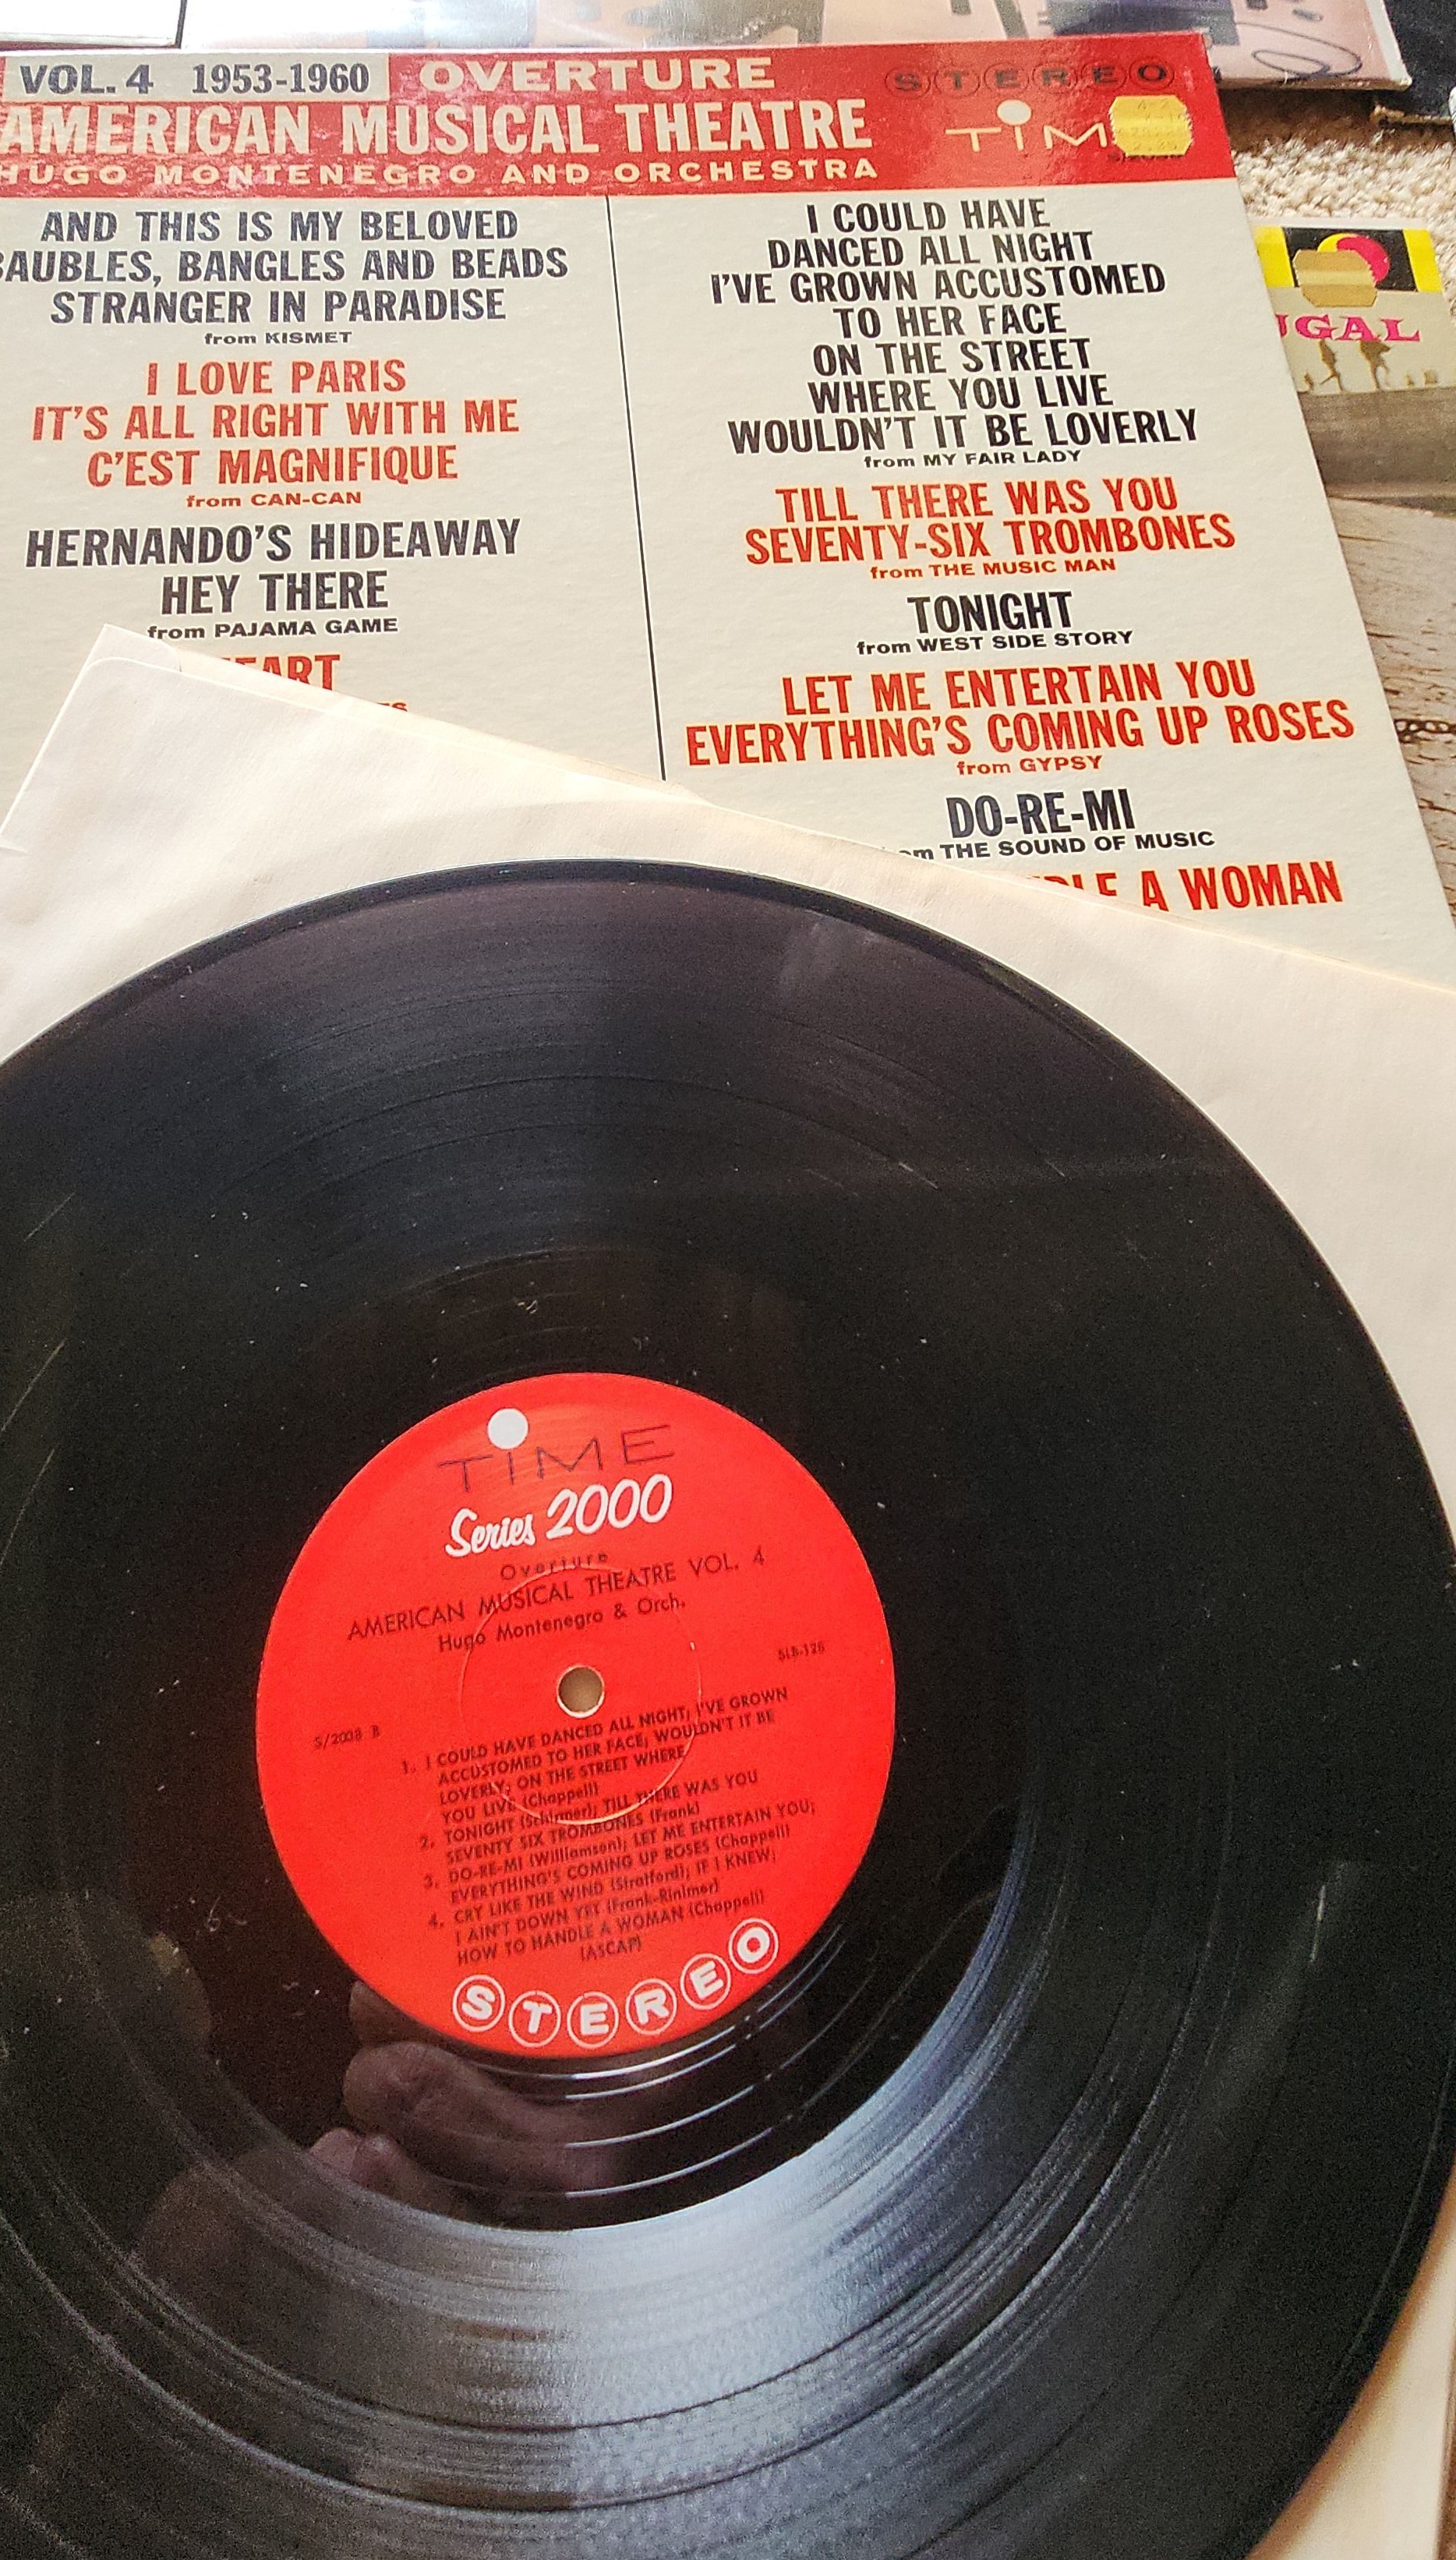 VOL. 4 1953-1960
OVERTURE
STEREO
AMERICAN MUSICAL THEATRE
TIM
HUGO MONTENEGRO AND ORCHESTRA
AND THIS IS MY BELOVED
BAUBLES, BANGLES AND BEADS
STRANGER IN PARADISE
from KISMET
I LOVE PARIS
IT'S ALL RIGHT WITH ME
C'EST MAGNIFIQUE
from CAN-CAN
HERNANDO'S HIDEAWAY
HEY THERE
from PAJAMA GAME
HEART
I COULD HAVE
DANCED ALL NIGHT
I'VE GROWN ACCUSTOMED
TO HER FACE
ON THE STREET
WHERE YOU LIVE
WOULDN'T IT BE LOVERLY
from MY FAIR LADY
TILL THERE WAS YOU
SEVENTY-SIX TROMBONES
from THE MUSIC MAN
TONIGHT
from WEST SIDE STORY
LET ME ENTERTAIN YOU
EVERYTHING'S COMING UP ROSES
from GYPSY
DO-RE-MI
from THE SOUND OF MUSIC
A WOMAN
UGAL
TIME
Series 2000
Overture
AMERICAN MUSICAL THEATRE VOL. 4
Hugo Montenegro & Orch.
SLB-126
S/2038 B
1. I COULD HAVE DANCED ALL NIGHT; I'VE GROWN
ACCUSTOMED TO HER FACE; WOULDN'T IT BE
LOVERLY; ON THE STREET WHERE
YOU LIVE (Chappell)
2. TONIGHT (Schirmer); TILL THERE WAS YOU
SEVENTY SIX TROMBONES (Frank)
3. DO-RE-MI (Williamson); LET ME ENTERTAIN YOU;
EVERYTHING'S COMING UP ROSES (Chappell)
4. CRY LIKE THE WIND (Stratford); IF I KNEW;
I AIN'T DOWN YET (Frank-Rinimer)
HOW TO HANDLE A WOMAN (Chappell)
(ASCAP)
STEREO